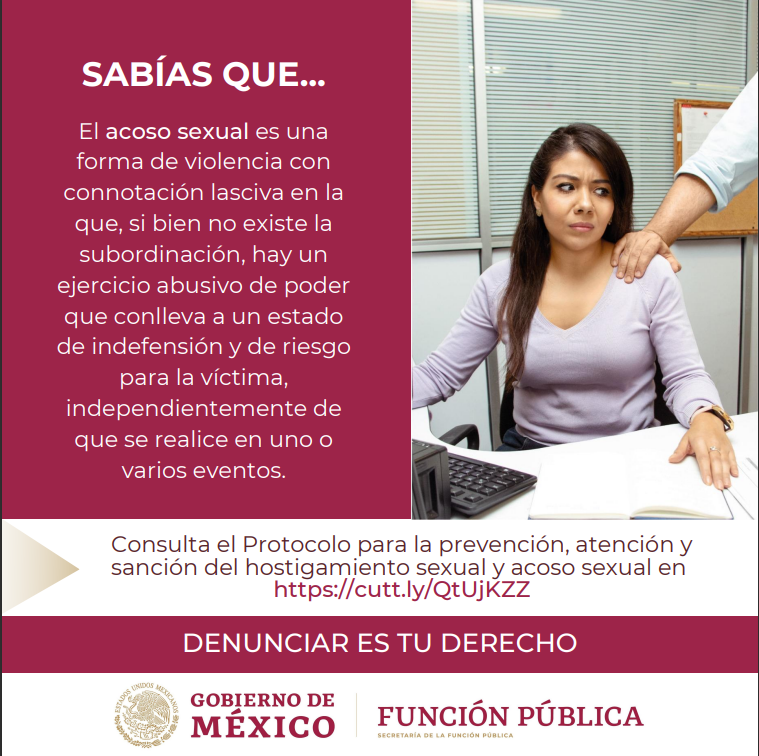 SABÍAS QUE...
El acoso sexual es una
forma de violencia con
connotación lasciva en la
que, si bien no existe la
subordinación, hay un
ejercicio abusivo de poder
que conlleva a un estado
de indefensión y de riesgo
para la víctima,
independientemente de
que se realice en uno o
varios eventos.
Consulta el Protocolo para la prevención, atención y
sanción del hostigamiento sexual y acoso sexual en
https://cutt.ly/QtUjKZZ
DENUNCIAR ES TU DERECHO
ESTADOS UNIDOS MEXICANOS
GOBIERNO DE
MÉXICO
FUNCIÓN PÚBLICA
SECRETARÍA DE LA FUNCIÓN PÚBLICA